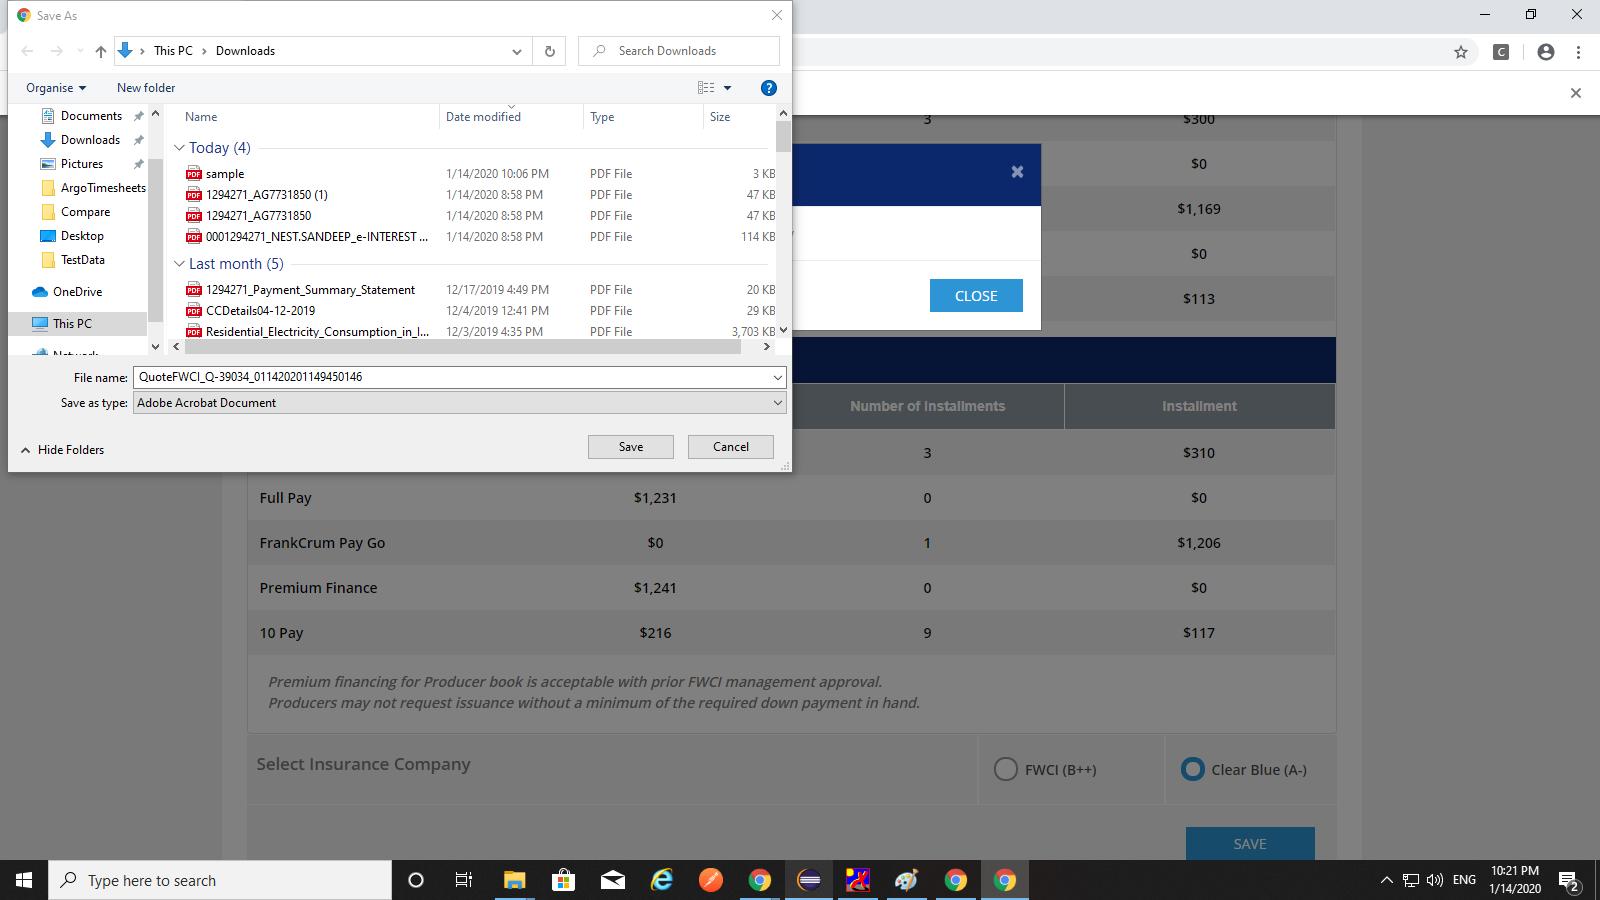 Save As
This PC
Downloads
Search Downloads
Organise
New folder
Documents
Downloads
Pictures
ArgoTimesheets
Compare
Desktop
TestData
OneDrive
This PC
Network
Name
Date modified
Type
Size
Today (4)
sample 1/14/2020 10:06 PM PDF File 3 KB
1294271_AG7731850 (1) 1/14/2020 8:58 PM PDF File 47 KB
1294271_AG7731850 1/14/2020 8:58 PM PDF File 47 KB
0001294271_NEST.SANDEEP_e-INTEREST ... 1/14/2020 8:58 PM PDF File 114 KB
Last month (5)
1294271_Payment_Summary_Statement 12/17/2019 4:49 PM PDF File 20 KB
CCDetails04-12-2019 12/4/2019 12:41 PM PDF File 29 KB
Residential_Electricity_Consumption_in_I... 12/3/2019 4:35 PM PDF File 3,703 KB
File name: QuoteFWCI_Q-39034_011420201149450146
Save as type: Adobe Acrobat Document
Hide Folders
Save
Cancel
C
3 $300
$0
$1,169
$0
$113
CLOSE
Number of Installments Installment
3 $310
Full Pay $1,231 0 $0
FrankCrum Pay Go $0 1 $1,206
Premium Finance $1,241 0 $0
10 Pay $216 9 $117
Premium financing for Producer book is acceptable with prior FWCI management approval.
Producers may not request issuance without a minimum of the required down payment in hand.
Select Insurance Company
FWCI (B++)
Clear Blue (A-)
SAVE
Type here to search
ENG
10:21 PM
1/14/2020
2